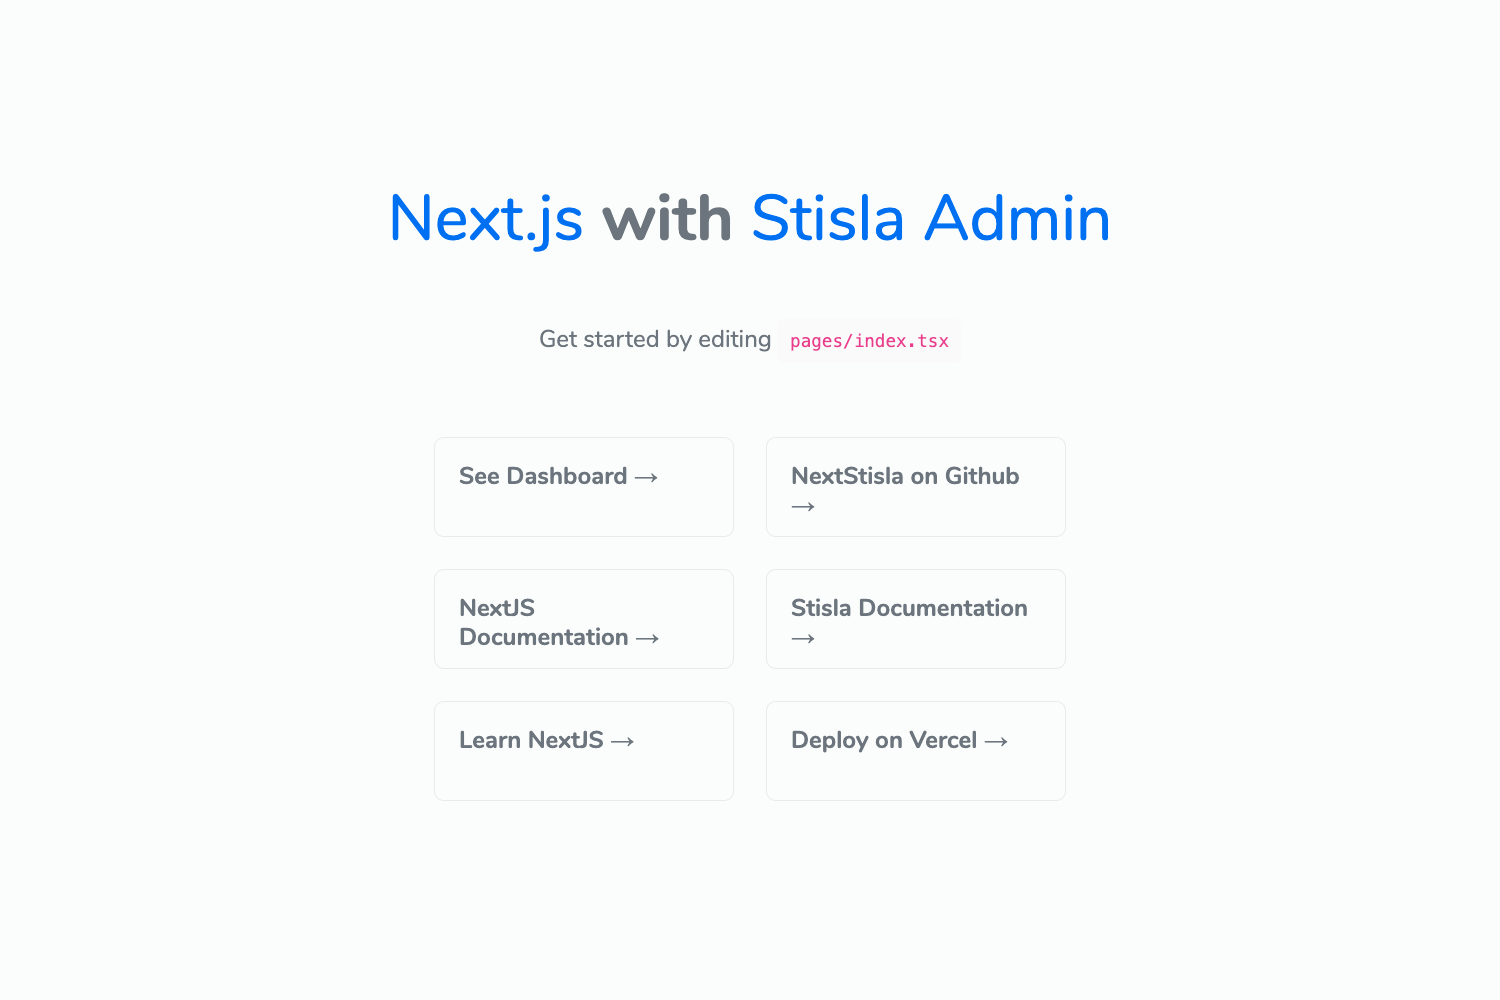 Next.js with Stisla Admin
Get started by editing pages/index.tsx
See Dashboard →
NextStisla on Github
→
NextJS
Documentation →
Stisla Documentation
→
Learn NextJS →
Deploy on Vercel →